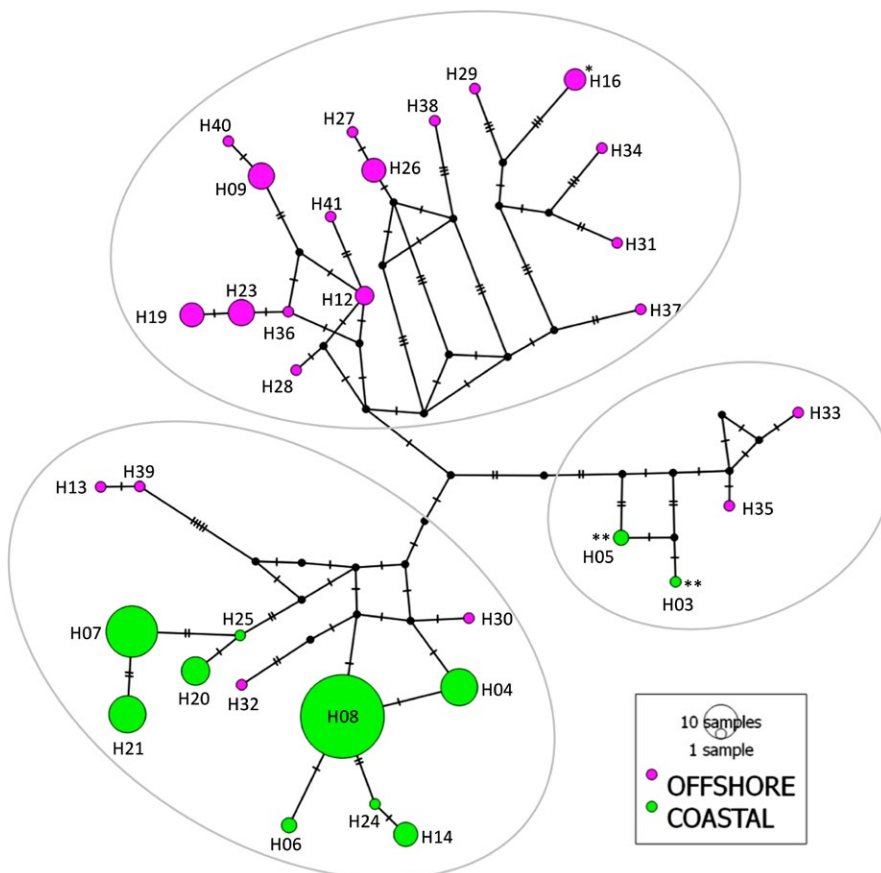 H29
*
H16
H40
H27
H38
H34
H26
H09
H41
H31
H23
H12
H19
H36
H37
H28
H33
H39
H13
H35
**
H05
H03
**
H25
H30
H07
H20
H32
H04
H21
H08
H24
H06
H14
10 samples
1 sample
OFFSHORE
COASTAL